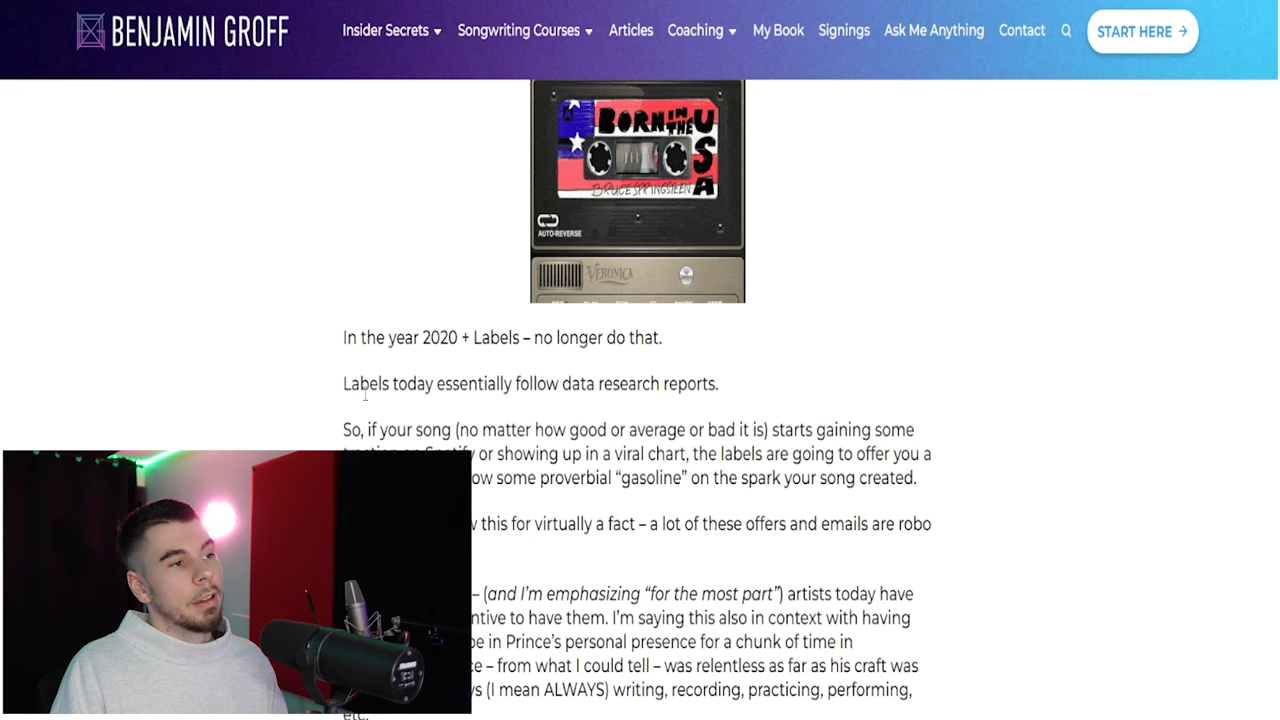 BENJAMIN GROFF
Insider Secrets Songwriting Courses Articles Coaching My Book Signings Ask Me Anything Contact START HERE
BORN IN THE USA
BRUCE SPRINGSTEEN
AUTO-REVERSE
VERONICA
In the year 2020 + Labels – no longer do that.
Labels today essentially follow data research reports.
So, if your song (no matter how good or average or bad it is) starts gaining some
or showing up in a viral chart, the labels are going to offer you a
some proverbial “gasoline” on the spark your song created.
this for virtually a fact – a lot of these offers and emails are robo
– (and I’m emphasizing “for the most part”) artists today have
to have them. I’m saying this also in context with having
in Prince’s personal presence for a chunk of time in
– from what I could tell – was relentless as far as his craft was
(I mean ALWAYS) writing, recording, practicing, performing,
etc.